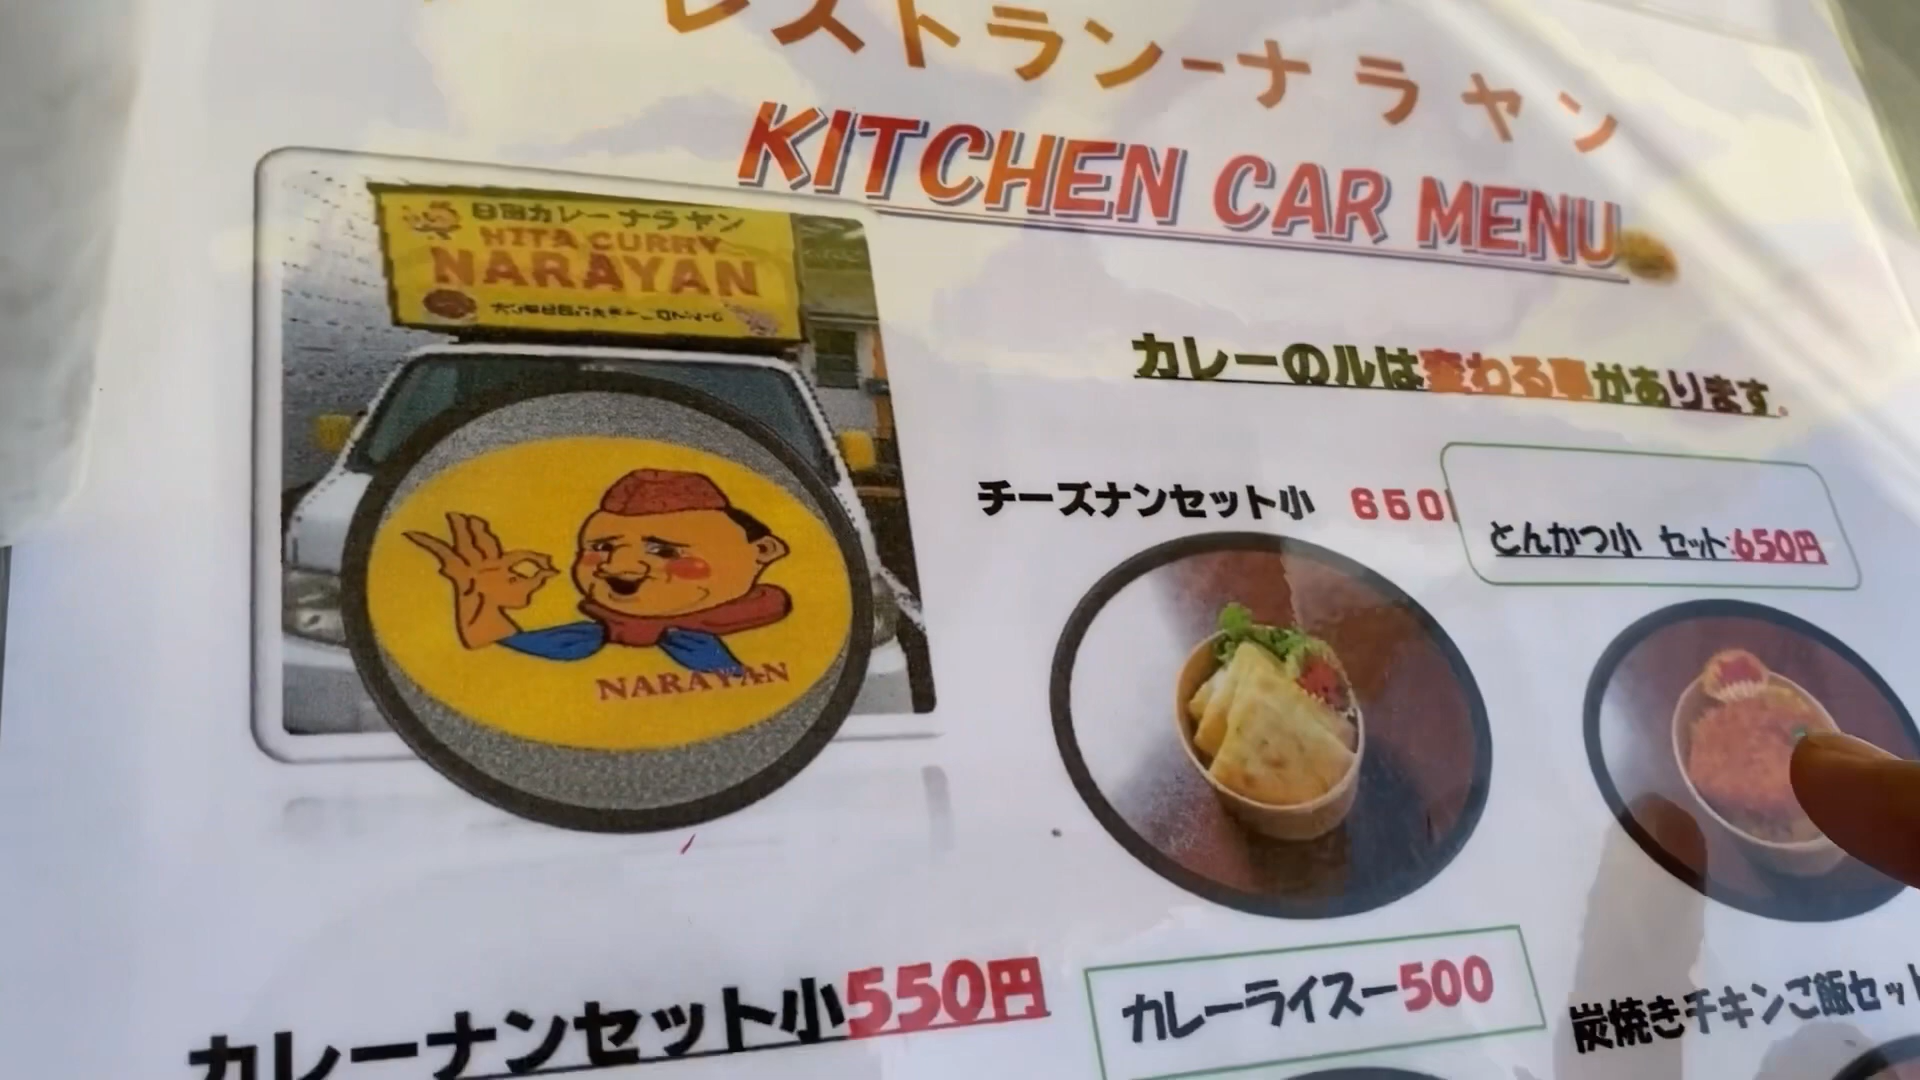 レストラン-ナラヤン
KITCHEN CAR MENU
日田カレーナラヤン
HITA CURRY
NARAYAN
カレーのルは変わる事があります。
チーズナンセット小 650
とんかつ小 セット:650円
NARAYAN
カレーナンセット小550円
カレーライスー500
炭焼きチキンご飯セット